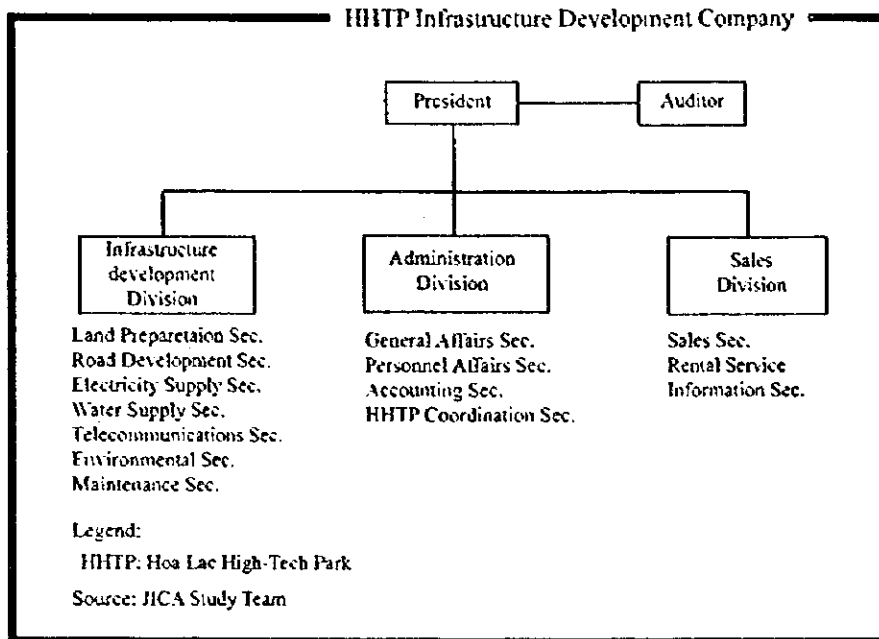 HHTP Infrastructure Development Company
President
Auditor
Infrastructure
development
Division
Administration
Division
Sales
Division
Land Preparetaion Sec.
Road Development Sec.
Electricity Supply Sec.
Water Supply Sec.
Telecommunications Sec.
Environmental Sec.
Maintenance Sec.
General Affairs Sec.
Personnel Affairs Sec.
Accounting Sec.
HHTP Coordination Sec.
Sales Sec.
Rental Service
Information Sec.
Legend:
HHTP: Hoa Lac High-Tech Park
Source: JICA Study Team